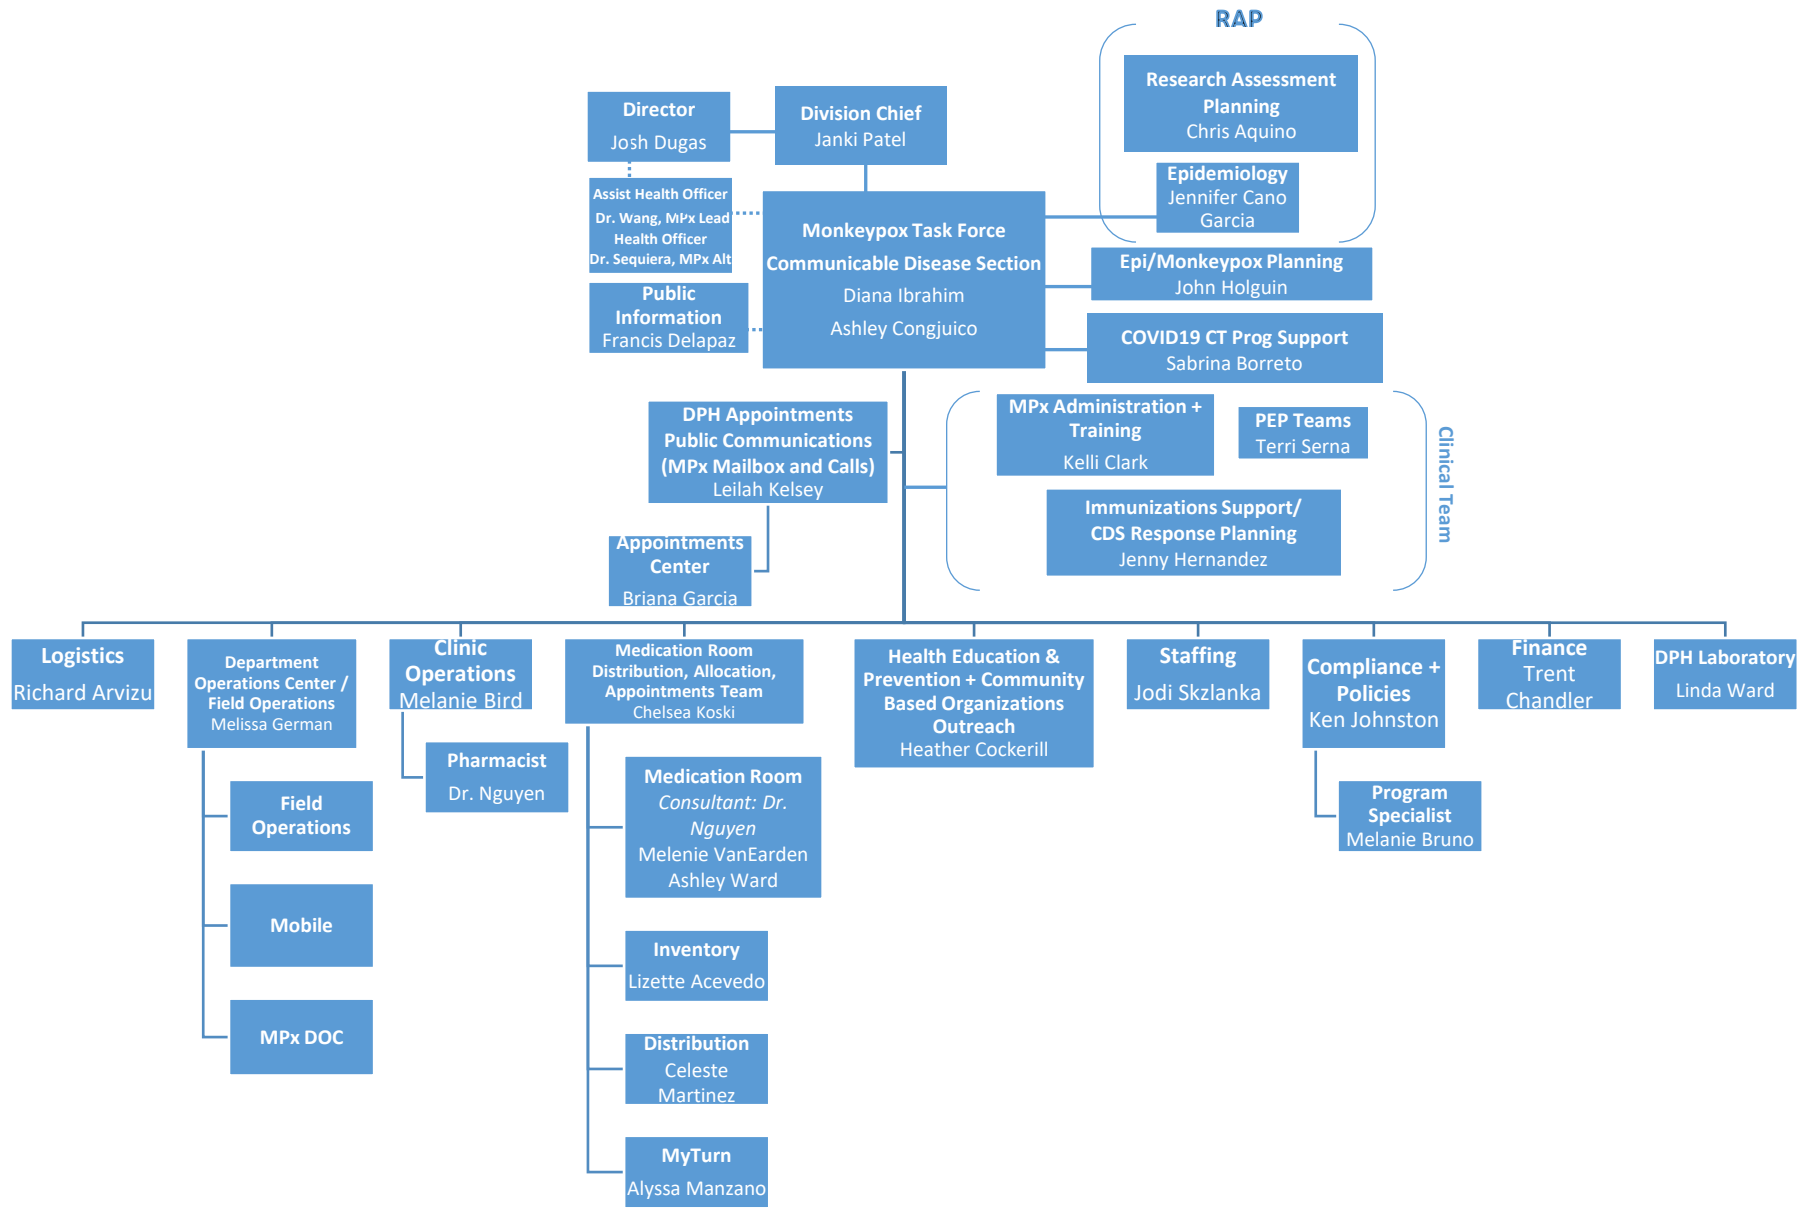 RAP
Research Assessment
Planning
Chris Aquino
Epidemiology
Jennifer Cano
Garcia
Director
Josh Dugas
Division Chief
Janki Patel
Assist Health Officer
Dr. Wang, MPx Lead
Health Officer
Dr. Sequiera, MPx Alt
Public
Information
Francis Delapaz
Monkeypox Task Force
Communicable Disease Section
Diana Ibrahim
Ashley Congjuico
Epi/Monkeypox Planning
John Holguin
COVID19 CT Prog Support
Sabrina Borreto
DPH Appointments
Public Communications
(MPx Mailbox and Calls)
Leilah Kelsey
Appointments
Center
Briana Garcia
MPx Administration +
Training
Kelli Clark
PEP Teams
Terri Serna
Immunizations Support/
CDS Response Planning
Jenny Hernandez
Clinical Team
Logistics
Richard Arvizu
Department
Operations Center /
Field Operations
Melissa German
Field
Operations
Mobile
MPx DOC
Clinic
Operations
Melanie Bird
Pharmacist
Dr. Nguyen
Medication Room
Distribution, Allocation,
Appointments Team
Chelsea Koski
Medication Room
Consultant: Dr.
Nguyen
Melenie VanEarden
Ashley Ward
Inventory
Lizette Acevedo
Distribution
Celeste
Martinez
MyTurn
Alyssa Manzano
Health Education &
Prevention + Community
Based Organizations
Outreach
Heather Cockerill
Staffing
Jodi Skzlanka
Compliance +
Policies
Ken Johnston
Program
Specialist
Melanie Bruno
Finance
Trent
Chandler
DPH Laboratory
Linda Ward